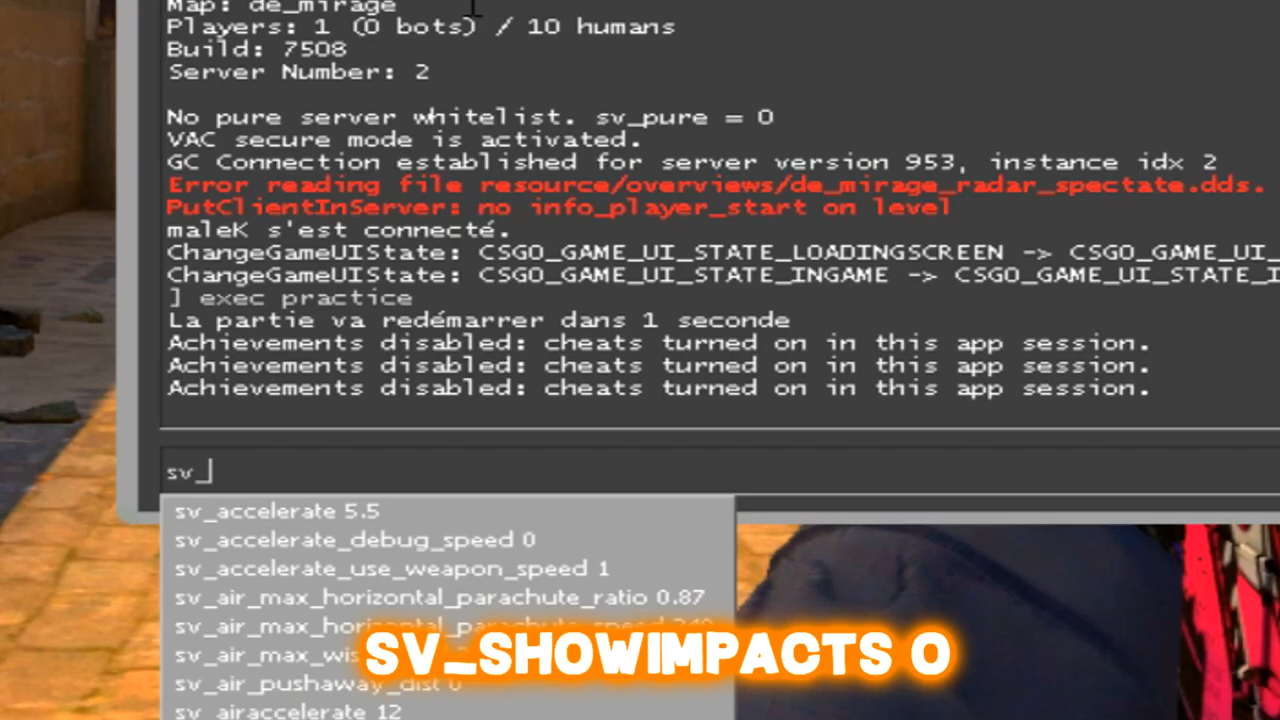 Map: de_mirage
Players: 1 (0 bots) / 10 humans
Build: 7508
Server Number: 2
No pure server whitelist. sv_pure = 0
VAC secure mode is activated.
GC Connection established for server version 953, instance idx 2
Error reading file resource/overviews/de_mirage_radar_spectate.dds.
PutClientInServer: no info_player_start on level
maleK s'est connecté.
ChangeGameUIState: CSGO_GAME_UI_STATE_LOADINGSCREEN -> CSGO_GAME_UI_
ChangeGameUIState: CSGO_GAME_UI_STATE_INGAME -> CSGO_GAME_UI_STATE_I
] exec practice
La partie va redémarrer dans 1 seconde
Achievements disabled: cheats turned on in this app session.
Achievements disabled: cheats turned on in this app session.
Achievements disabled: cheats turned on in this app session.
sv_
sv_accelerate 5.5
sv_accelerate_debug_speed 0
sv_accelerate_use_weapon_speed 1
sv_air_max_horizontal_parachute_ratio 0.87
sv_air_max_horizontal_parachute_speed 240
sv_air_max_wis
SV_SHOWIMPACTS 0
sv_air_pushaway_dist 0
sv_airaccelerate 12